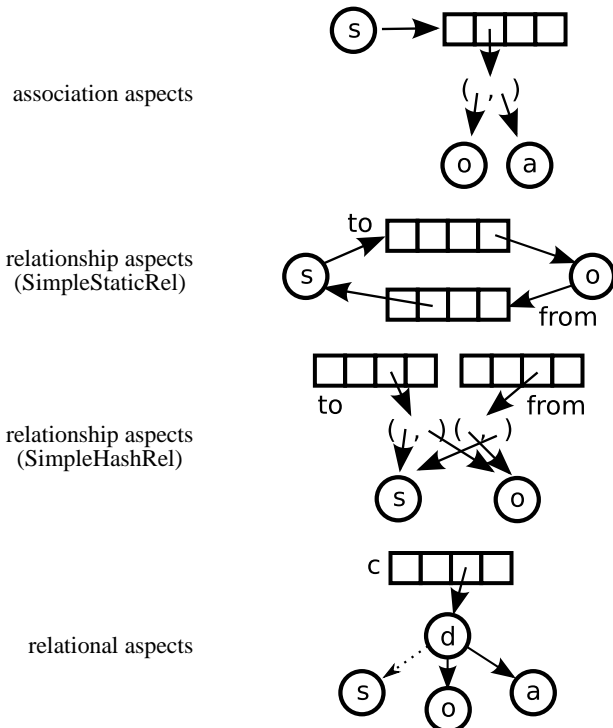 s
association aspects
( , )
o a
to
relationship aspects
(SimpleStaticRel)
s o
from
to from
relationship aspects
(SimpleHashRel)
( , ) ( , )
s o
c
relational aspects
d
s o a